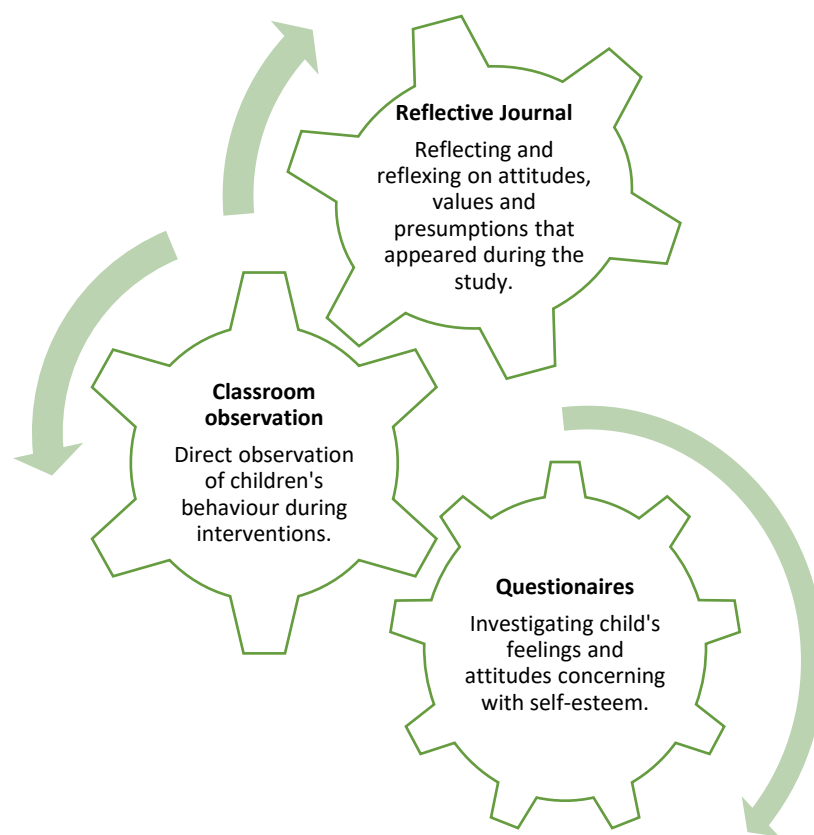 Reflective Journal
Reflecting and
reflexing on attitudes,
values and
presumptions that
appeared during the
study.
Classroom
observation
Direct observation
of children's
behaviour during
interventions.
Questionaires
Investigating child's
feelings and
attitudes concerning
with self-esteem.